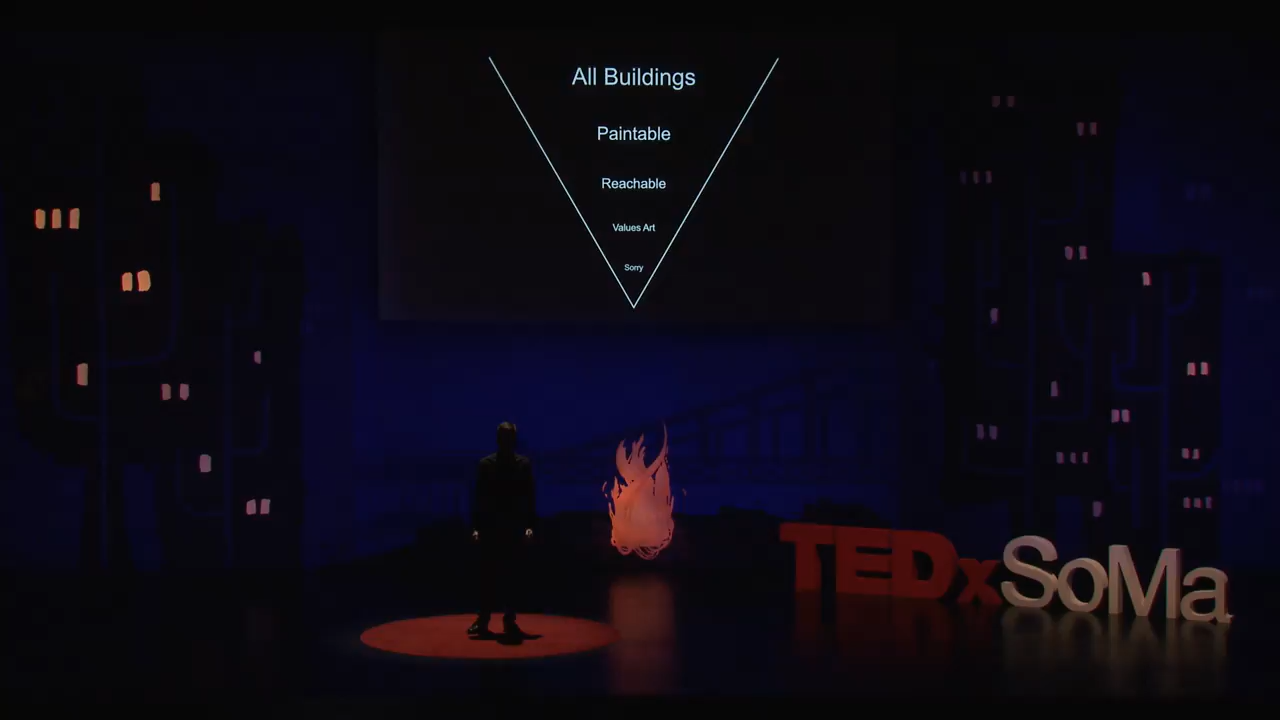 All Buildings
Paintable
Reachable
Values Art
Sorry
TEDxSoMa